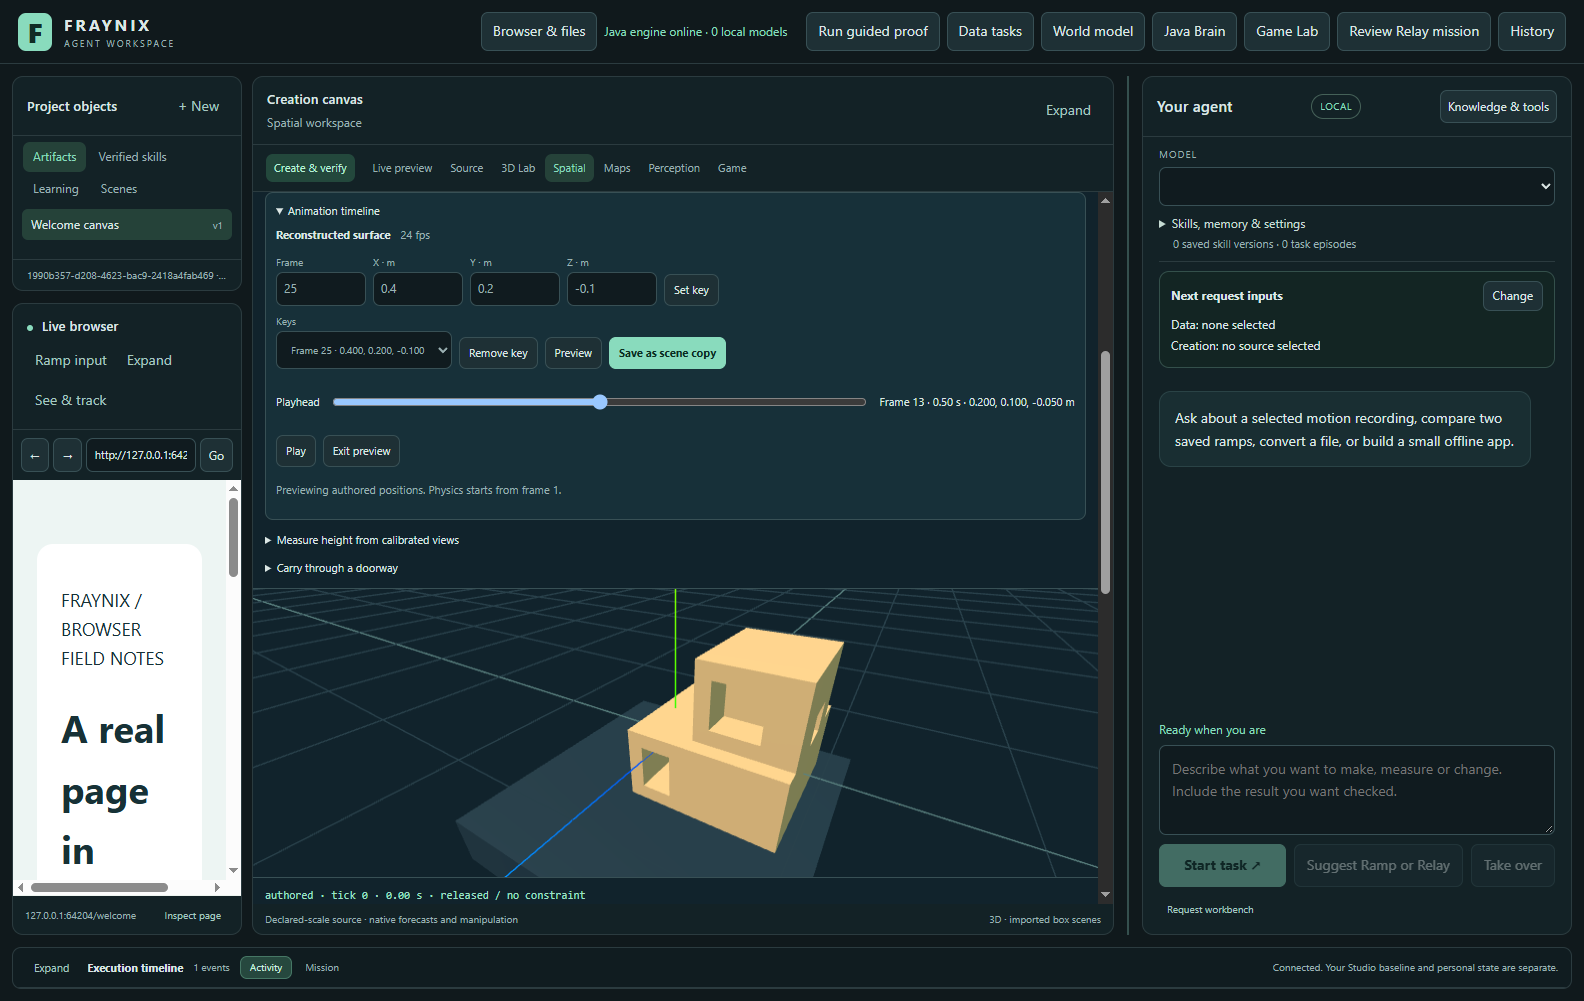 F
FRAYNIX
AGENT WORKSPACE
Browser & files
Java engine online · 0 local models
Run guided proof
Data tasks
World model
Java Brain
Game Lab
Review Relay mission
History
Project objects
+ New
Artifacts
Verified skills
Learning
Scenes
Welcome canvas
v1
1990b357-d208-4623-bac9-2418a4fab469 ·...
Live browser
Ramp input
Expand
See & track
←
→
http://127.0.0.1:642
Go
FRAYNIX /
BROWSER
FIELD NOTES
A real
page
in
127.0.0.1:64204/welcome
Inspect page
Creation canvas
Spatial workspace
Expand
Create & verify
Live preview
Source
3D Lab
Spatial
Maps
Perception
Game
▼ Animation timeline
Reconstructed surface 24 fps
Frame
X · m
Y · m
Z · m
25
0.4
0.2
-0.1
Set key
Keys
Frame 25 · 0.400, 0.200, -0.100
Remove key
Preview
Save as scene copy
Playhead
Frame 13 · 0.50 s · 0.200, 0.100, -0.050 m
Play
Exit preview
Previewing authored positions. Physics starts from frame 1.
▶ Measure height from calibrated views
▶ Carry through a doorway
authored · tick 0 · 0.00 s · released / no constraint
Declared-scale source · native forecasts and manipulation
3D · imported box scenes
Your agent
LOCAL
Knowledge & tools
MODEL
▶ Skills, memory & settings
0 saved skill versions · 0 task episodes
Next request inputs
Change
Data: none selected
Creation: no source selected
Ask about a selected motion recording, compare two
saved ramps, convert a file, or build a small offline app.
Ready when you are
Describe what you want to make, measure or change.
Include the result you want checked.
Start task ↗
Suggest Ramp or Relay
Take over
Request workbench
Expand
Execution timeline
1 events
Activity
Mission
Connected. Your Studio baseline and personal state are separate.